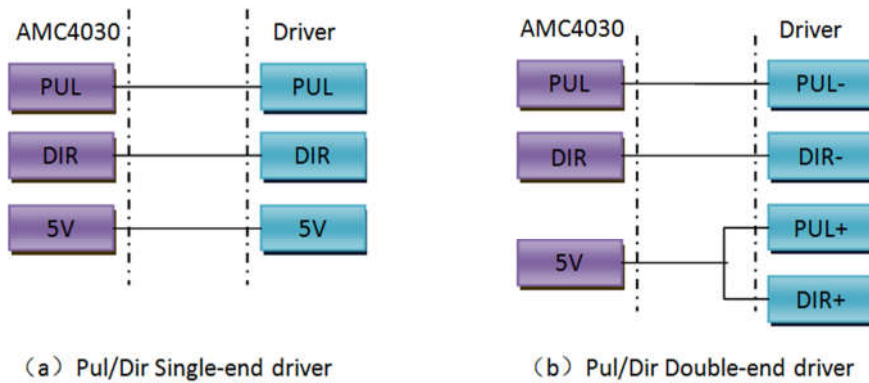 AMC4030 Driver
PUL PUL
DIR DIR
5V 5V
（a）Pul/Dir Single-end driver
AMC4030 Driver
PUL PUL-
DIR DIR-
PUL+
5V
DIR+
（b）Pul/Dir Double-end driver